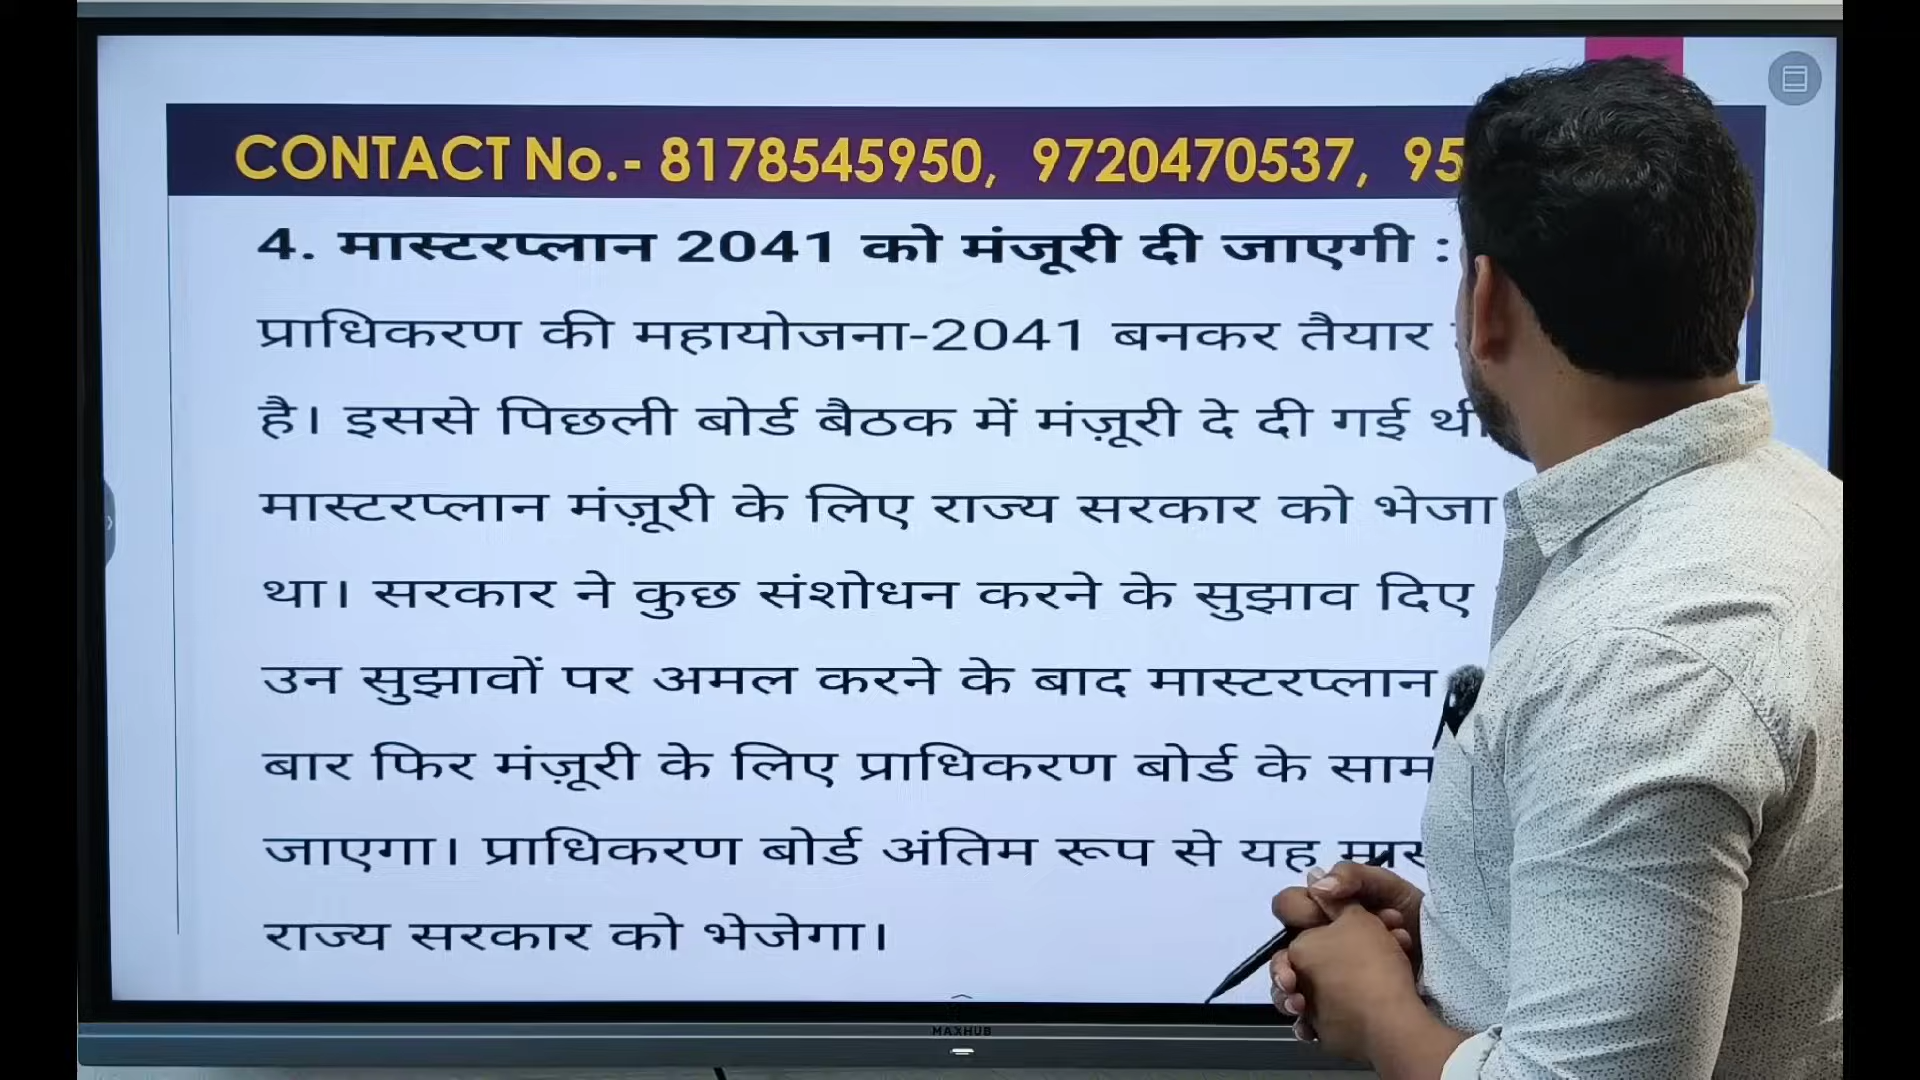 CONTACT No.- 8178545950, 9720470537, 95
4. मास्टरप्लान 2041 को मंजूरी दी जाएगी :
प्राधिकरण की महायोजना-2041 बनकर तैयार
है। इससे पिछली बोर्ड बैठक में मंज़ूरी दे दी गई थी
मास्टरप्लान मंज़ूरी के लिए राज्य सरकार को भेजा
था। सरकार ने कुछ संशोधन करने के सुझाव दिए
उन सुझावों पर अमल करने के बाद मास्टरप्लान
बार फिर मंज़ूरी के लिए प्राधिकरण बोर्ड के
जाएगा। प्राधिकरण बोर्ड अंतिम रूप से यह
राज्य सरकार को भेजेगा।
MAXHUB